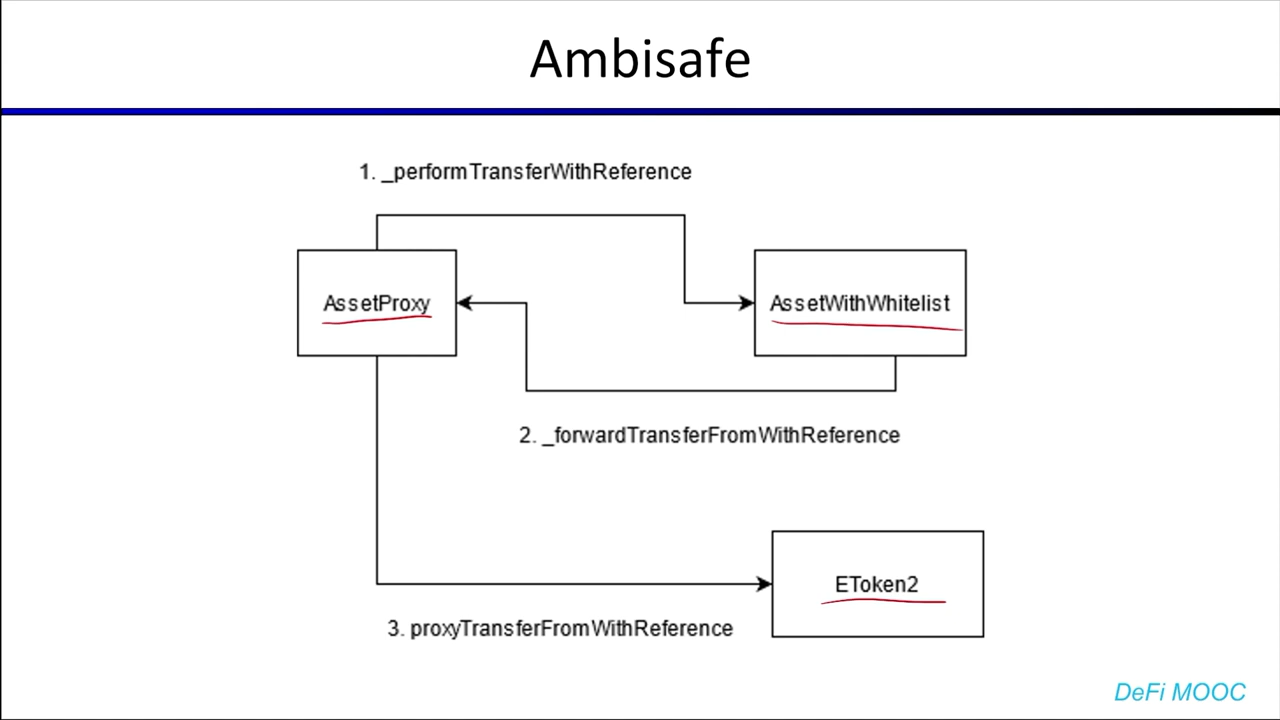 Ambisafe
1. _performTransferWithReference
AssetProxy
AssetWithWhitelist
2. _forwardTransferFromWithReference
EToken2
3. proxyTransferFromWithReference
DeFi MOOC